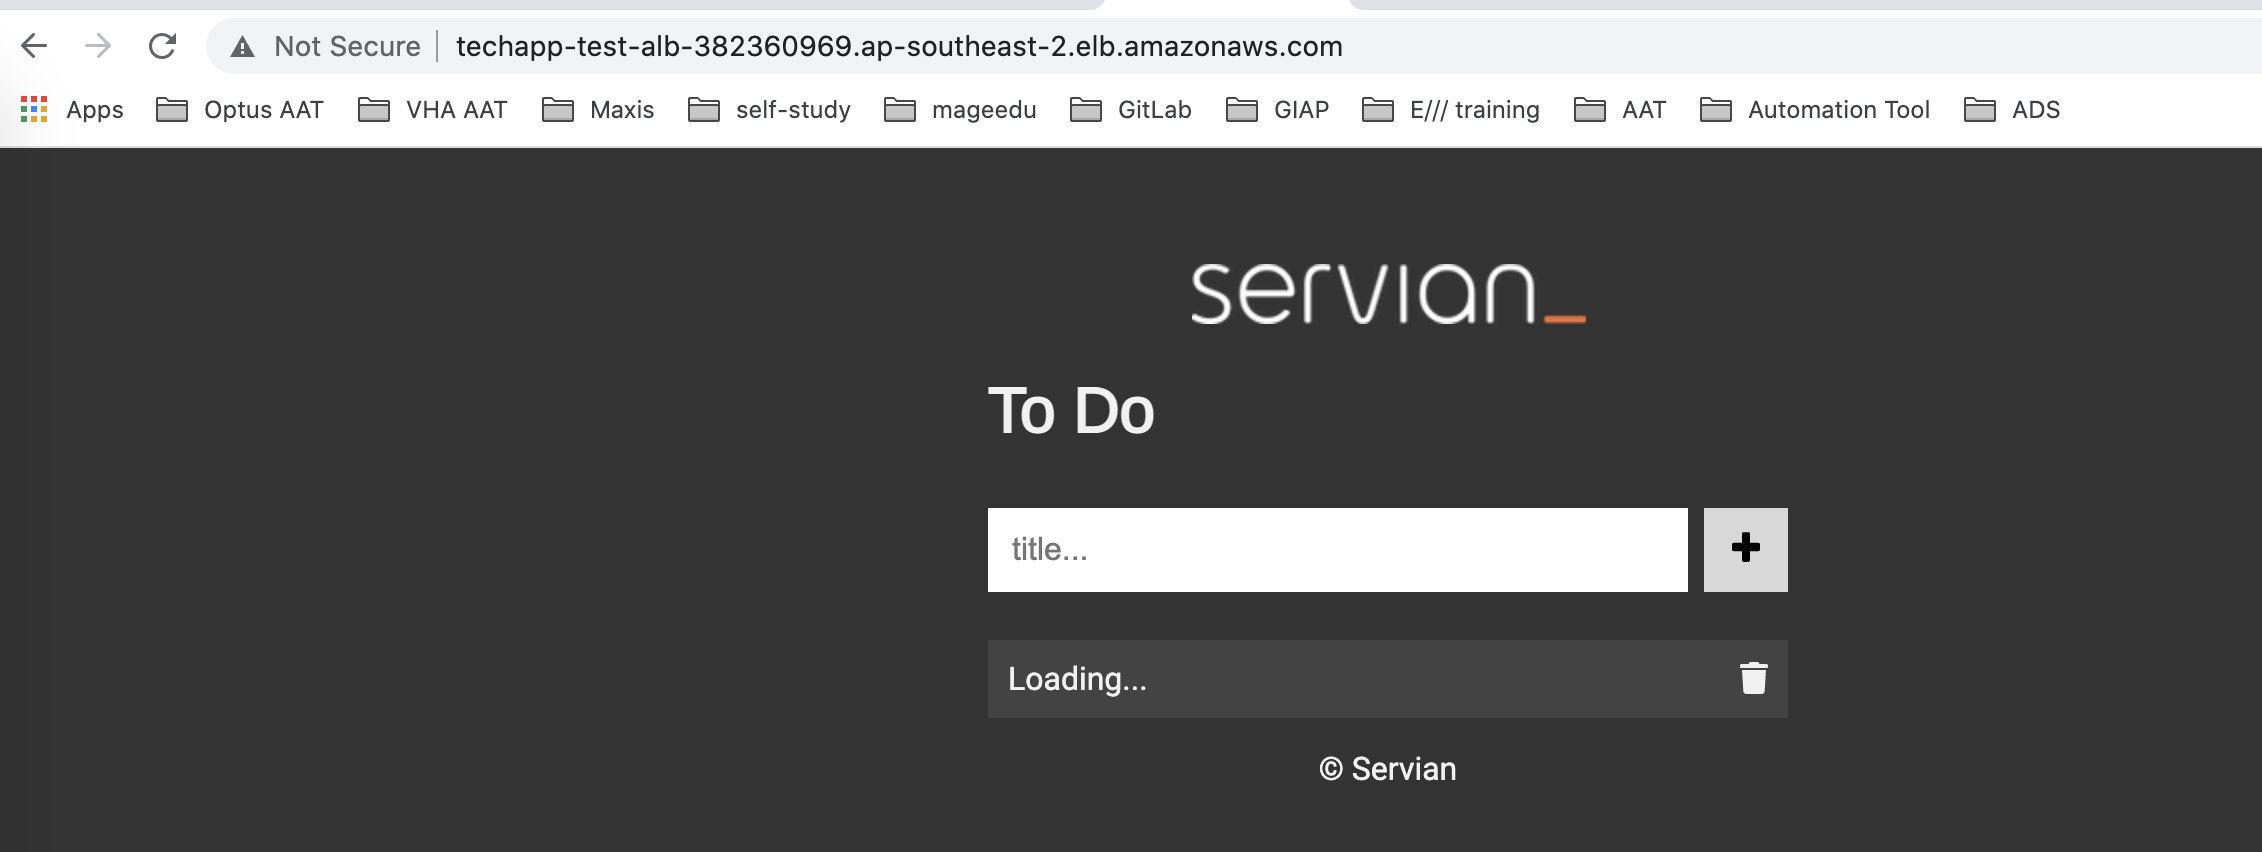 Not Secure techapp-test-alb-382360969.ap-southeast-2.elb.amazonaws.com
Apps Optus AAT VHA AAT Maxis self-study mageedu GitLab GIAP E/// training AAT Automation Tool ADS
servian_
To Do
title...
Loading...
© Servian